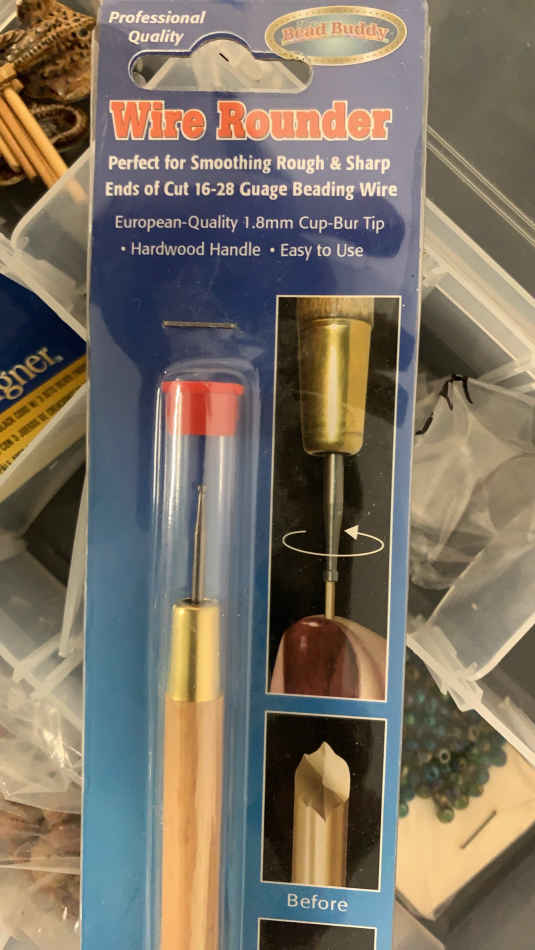 Professional
Quality
Bead Buddy
Wire Rounder
Perfect for Smoothing Rough & Sharp
Ends of Cut 16-28 Guage Beading Wire
European-Quality 1.8mm Cup-Bur Tip
• Hardwood Handle • Easy to Use
gner
Before